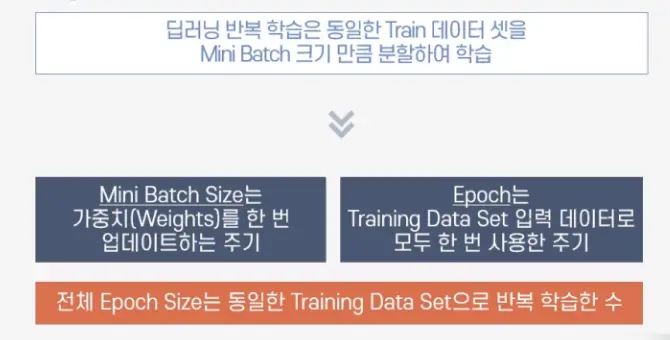 딥러닝 반복 학습은 동일한 Train 데이터 셋을
Mini Batch 크기 만큼 분할하여 학습
Mini Batch Size는
가중치(Weights)를 한 번
업데이트하는 주기
Epoch는
Training Data Set 입력 데이터로
모두 한 번 사용한 주기
전체 Epoch Size는 동일한 Training Data Set으로 반복 학습한 수